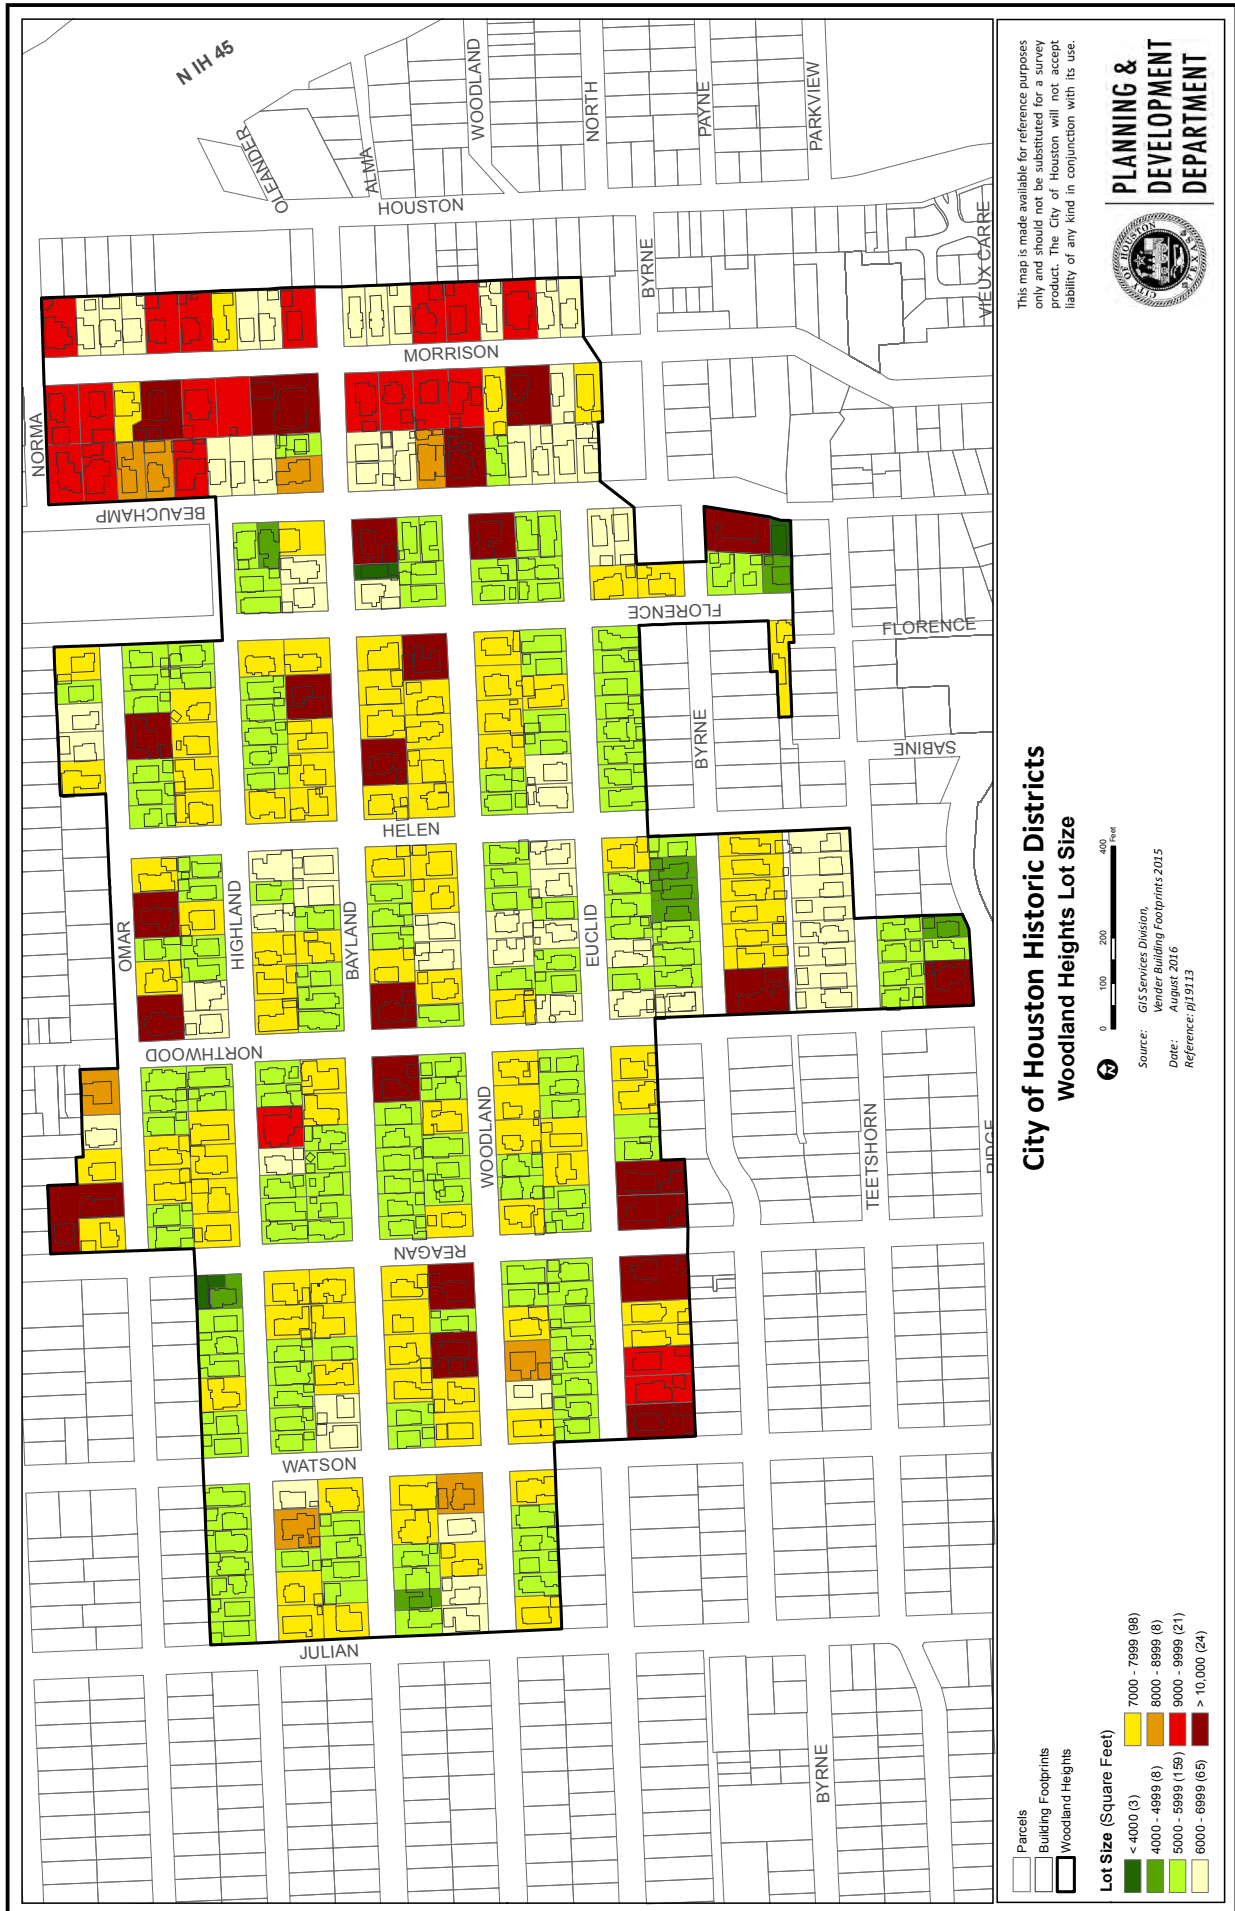 N IH 45
OLEANDER
ALMA
WOODLAND
NORTH
PAYNE
PARKVIEW
HOUSTON
BYRNE
VIEUX CARRE
MORRISON
NORMA
BEAUCHAMP
FLORENCE
FLORENCE
BYRNE
SABINE
HELEN
OMAR
HIGHLAND
BAYLAND
EUCLID
NORTHWOOD
WOODLAND
TEETSHORN
RIDGE
REAGAN
WATSON
JULIAN
BYRNE
This map is made available for reference purposes
only and should not be substituted for a survey
product. The City of Houston will not accept
liability of any kind in conjunction with its use.
CITY OF HOUSTON
TEXAS
PLANNING &
DEVELOPMENT
DEPARTMENT
City of Houston Historic Districts
Woodland Heights Lot Size
N
0 100 200 400
Feet
Source: GIS Services Division,
Vender Building Footprints 2015
Date: August 2016
Reference: pj19113
Parcels
Building Footprints
Woodland Heights
Lot Size (Square Feet)
< 4000 (3)
4000 - 4999 (8)
5000 - 5999 (159)
6000 - 6999 (65)
7000 - 7999 (98)
8000 - 8999 (8)
9000 - 9999 (21)
> 10,000 (24)